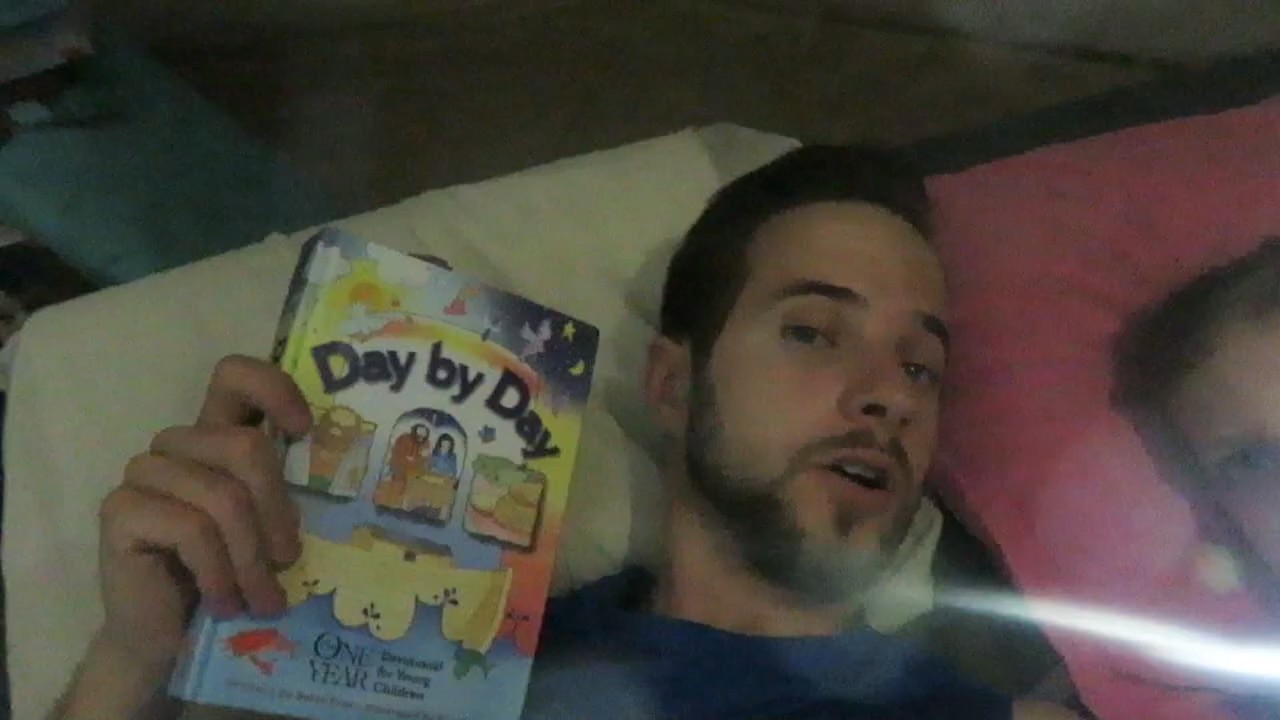 Day by Day
ONE
YEAR
Devotional
for Young
Children